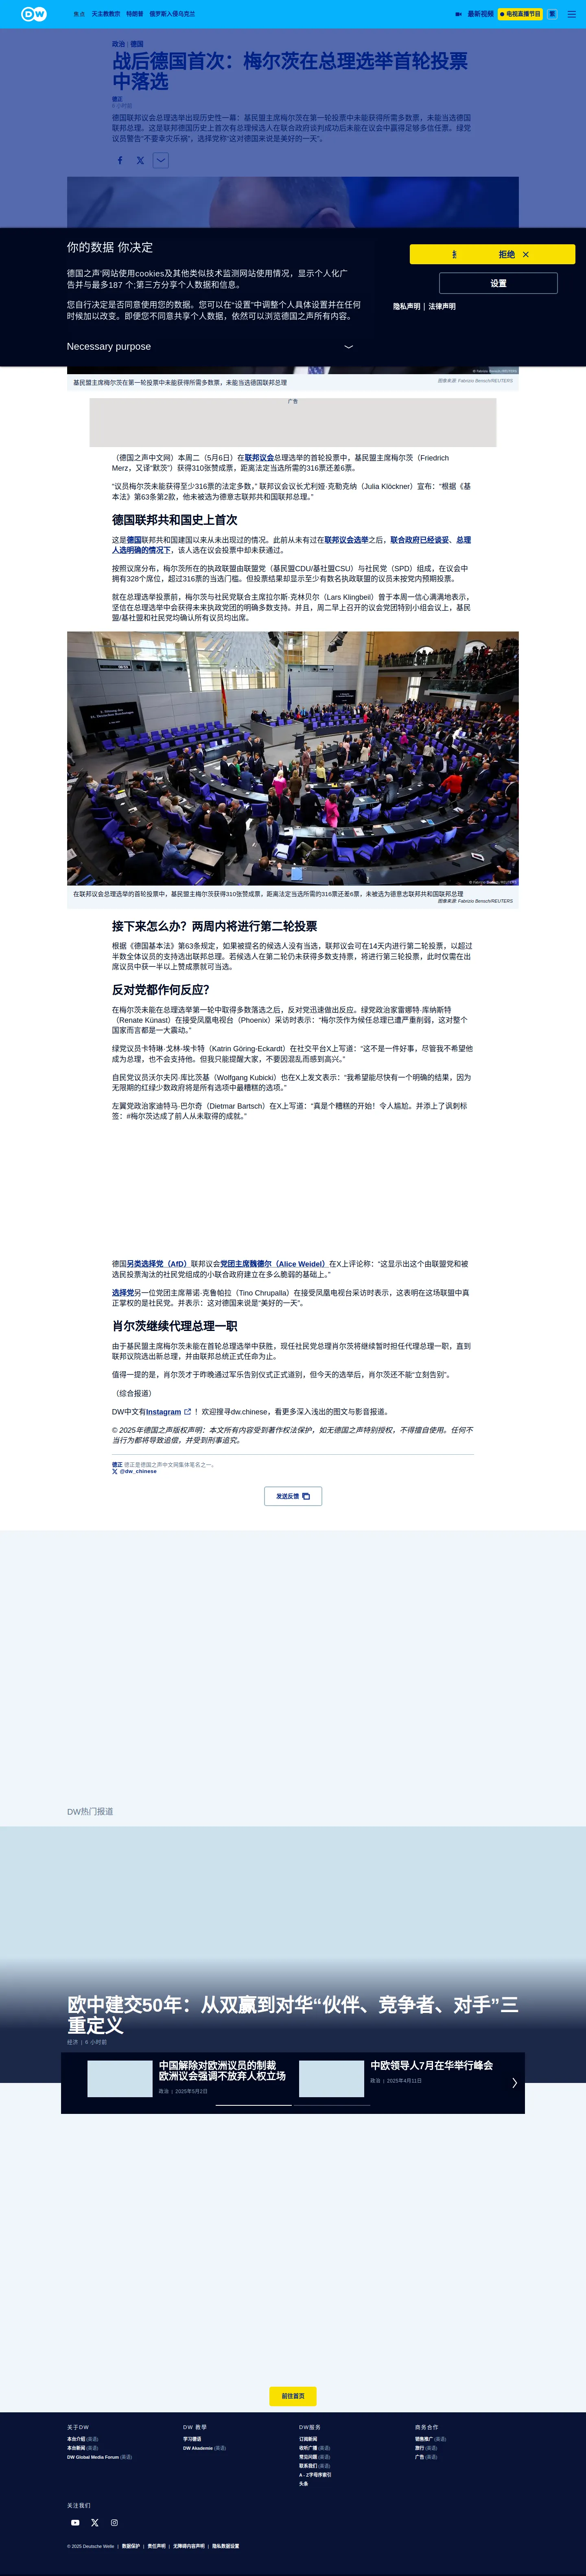 DW
焦点 天主教教宗 特朗普 俄罗斯入侵乌克兰
最新视频 电视直播节目 繁
政治 | 德国
战后德国首次：梅尔茨在总理选举首轮投票
中落选
德正
6 小时前
德国联邦议会总理选举出现历史性一幕：基民盟主席梅尔茨在第一轮投票中未能获得所需多数票，未能当选德国
联邦总理。这是联邦德国历史上首次有总理候选人在联合政府谈判成功后未能在议会中赢得足够多信任票。绿党
议员警告“不要幸灾乐祸”，选择党称“这对德国来说是美好的一天”。
你的数据 你决定
德国之声'网站使用cookies及其他类似技术监测网站使用情况，显示个人化广
告并与最多187 个;第三方分享个人数据和信息。
您自行决定是否同意使用您的数据。您可以在“设置”中调整个人具体设置并在任何
时候加以改变。即便您不同意共享个人数据，依然可以浏览德国之声所有内容。
Necessary purpose
拒绝
设置
隐私声明 | 法律声明
© Fabrizio Bensch/REUTERS
基民盟主席梅尔茨在第一轮投票中未能获得所需多数票，未能当选德国联邦总理
图像来源: Fabrizio Bensch/REUTERS
广告
（德国之声中文网）本周二（5月6日）在联邦议会总理选举的首轮投票中，基民盟主席梅尔茨（Friedrich
Merz，又译“默茨”）获得310张赞成票，距离法定当选所需的316票还差6票。
“议员梅尔茨未能获得至少316票的法定多数，”联邦议会议长尤利娅·克勒克纳（Julia Klöckner）宣布：“根据《基
本法》第63条第2款，他未被选为德意志联邦共和国联邦总理。”
德国联邦共和国史上首次
这是德国联邦共和国建国以来从未出现过的情况。此前从未有过在联邦议会选举之后，联合政府已经谈妥、总理
人选明确的情况下，该人选在议会投票中却未获通过。
按照议席分布，梅尔茨所在的执政联盟由联盟党（基民盟CDU/基社盟CSU）与社民党（SPD）组成，在议会中
拥有328个席位，超过316票的当选门槛。但投票结果却显示至少有数名执政联盟的议员未按党内预期投票。
就在总理选举投票前，梅尔茨与社民党联合主席拉尔斯·克林贝尔（Lars Klingbeil）曾于本周一信心满满地表示，
坚信在总理选举中会获得未来执政党团的明确多数支持。并且，周二早上召开的议会党团特别小组会议上，基民
盟/基社盟和社民党均确认所有议员均出席。
在联邦议会总理选举的首轮投票中，基民盟主梅尔茨获得310张赞成票，距离法定当选所需的316票还差6票，未被选为德意志联邦共和国联邦总理
图像来源: Fabrizio Bensch/REUTERS
接下来怎么办？两周内将进行第二轮投票
根据《德国基本法》第63条规定，如果被提名的候选人没有当选，联邦议会可在14天内进行第二轮投票，以超过
半数全体议员的支持选出联邦总理。若候选人在第二轮仍未获得多数支持票，将进行第三轮投票，此时仅需在出
席议员中获一半以上赞成票就可当选。
反对党都作何反应？
在梅尔茨未能在总理选举第一轮中取得多数落选之后，反对党迅速做出反应。绿党政治家雷娜特·库纳斯特
（Renate Künast）在接受凤凰电视台（Phoenix）采访时表示：“梅尔茨作为候任总理已遭严重削弱，这对整个
国家而言都是一大震动。”
绿党议员卡特琳·戈林-埃卡特（Katrin Göring-Eckardt）在社交平台X上写道：“这不是一件好事，尽管我不希望他
成为总理，也不会支持他。但我只能提醒大家，不要因混乱而感到高兴。”
自民党议员沃尔夫冈·库比茨基（Wolfgang Kubicki）也在X上发文表示：“我希望能尽快有一个明确的结果，因为
无限期的红绿少数政府将是所有选项中最糟糕的选项。”
左翼党政治家迪特马·巴尔奇（Dietmar Bartsch）在X上写道：“真是个糟糕的开始！令人尴尬。并添上了讽刺标
签：#梅尔茨达成了前人从未取得的成就。”
德国另类选择党（AfD）联邦议会党团主席魏德尔（Alice Weidel）在X上评论称：“这显示出这个由联盟党和被
选民投票淘汰的社民党组成的小联合政府建立在多么脆弱的基础上。”
选择党另一位党团主席蒂诺·克鲁帕拉（Tino Chrupalla）在接受凤凰电视台采访时表示，这表明在这场联盟中真
正掌权的是社民党。并表示：这对德国来说是“美好的一天”。
肖尔茨继续代理总理一职
由于基民盟主席梅尔茨未能在首轮总理选举中获胜，现任社民党总理肖尔茨将继续暂时担任代理总理一职，直到
联邦议院选出新总理，并由联邦总统正式任命为止。
值得一提的是，肖尔茨才于昨晚通过军乐告别仪式正式道别，但今天的选举后，肖尔茨还不能“立刻告别”。
（综合报道）
DW中文有Instagram ！欢迎搜寻dw.chinese，看更多深入浅出的图文与影音报道。
© 2025年德国之声版权声明：本文所有内容受到著作权法保护，如无德国之声特别授权，不得擅自使用。任何不
当行为都将导致追偿，并受到刑事追究。
德正 德正是德国之声中文网集体笔名之一。
@dw_chinese
发送反馈
DW热门报道
欧中建交50年：从双赢到对华“伙伴、竞争者、对手”三
重定义
经济 | 6 小时前
中国解除对欧洲议员的制裁
欧洲议会强调不放弃人权立场
政治 | 2025年5月2日
中欧领导人7月在华举行峰会
政治 | 2025年4月11日
前往首页
关于DW
本台介绍 (英语)
本台新闻 (英语)
DW Global Media Forum (英语)
DW 教學
学习德语
DW Akademie (英语)
DW服务
订阅新闻
收听广播 (英语)
常见问题 (英语)
联系我们 (英语)
A - Z字母序索引
头条
商务合作
销售推广 (英语)
旅行 (英语)
广告 (英语)
关注我们
© 2025 Deutsche Welle | 数据保护 | 责任声明 | 无障碍内容声明 | 隐私数据设置